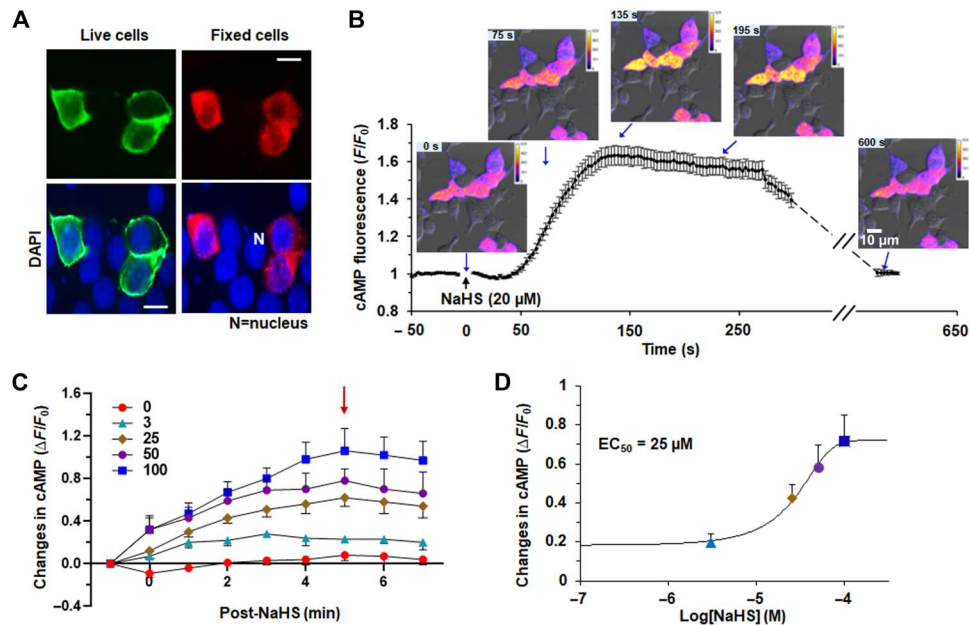 A
Live cells
Fixed cells
DAPI
N
N=nucleus
B
75 s
135 s
195 s
0 s
600 s
10 μm
cAMP fluorescence (F/F0)
1.8
1.6
1.4
1.2
1
0.8
NaHS (20 μM)
– 50
0
50
150
250
650
Time (s)
C
Changes in cAMP (ΔF/F0)
1.6
1.2
0.8
0.4
0.0
–0.4
0
3
25
50
100
0
2
4
6
Post-NaHS (min)
D
Changes in cAMP (ΔF/F0)
1
0.8
0.6
0.4
0.2
0
EC50 = 25 μM
–7
–6
–5
–4
Log[NaHS] (M)